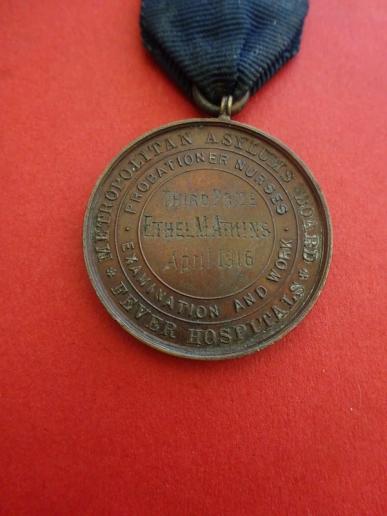 METROPOLITAN ASYLUMS BOARD
* FEVER HOSPITALS *
PROBATIONER NURSES
· EXAMINATION AND WORK ·
THIRD PRIZE
ETHEL M. ATKINS
April 1916